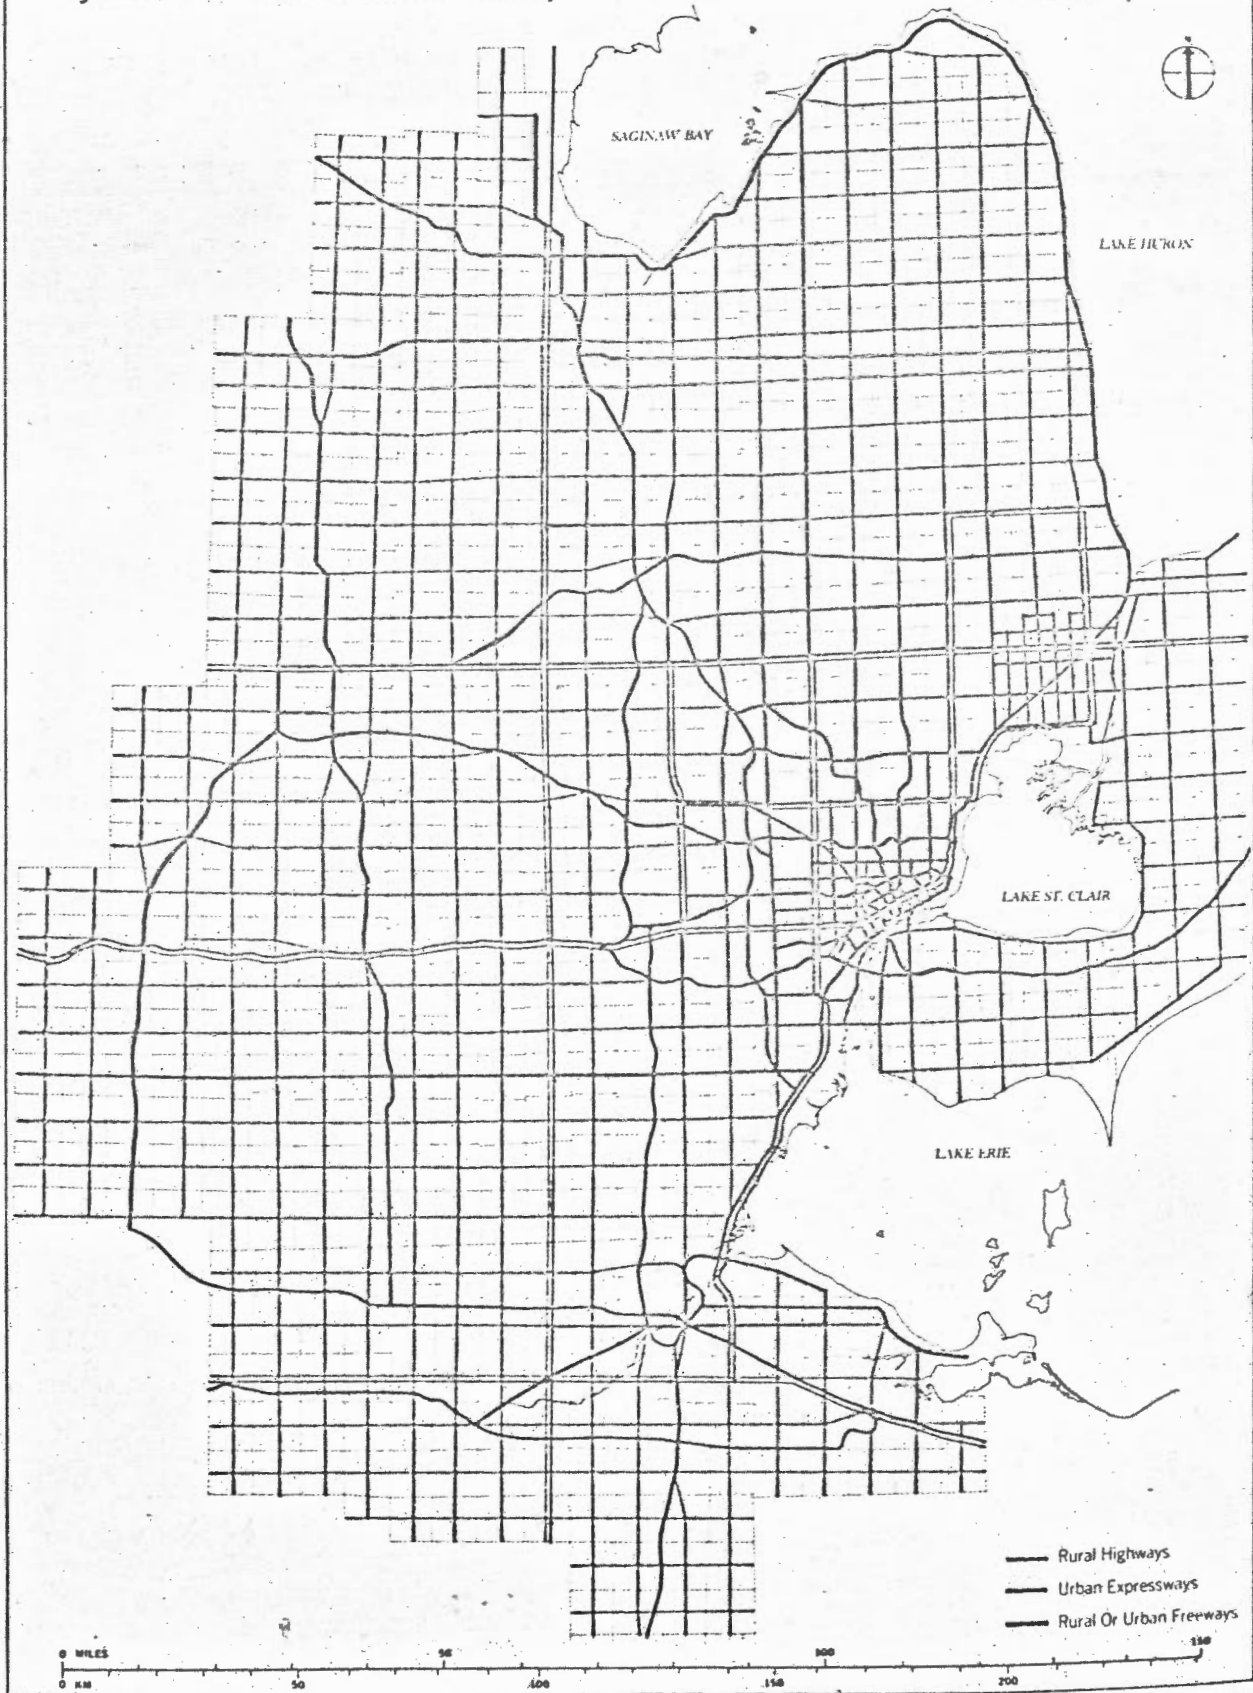 SAGINAW BAY
LAKE HURON
LAKE ST. CLAIR
LAKE ERIE
Rural Highways
Urban Expressways
Rural Or Urban Freeways
0 MILES 50 100 150
0 KM 50 100 150 200